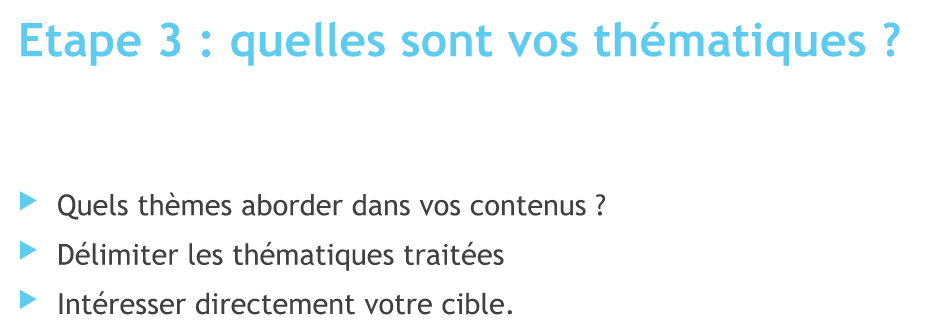 Etape 3 : quelles sont vos thématiques ?
Quels thèmes aborder dans vos contenus ?
Délimiter les thématiques traitées
Intéresser directement votre cible.